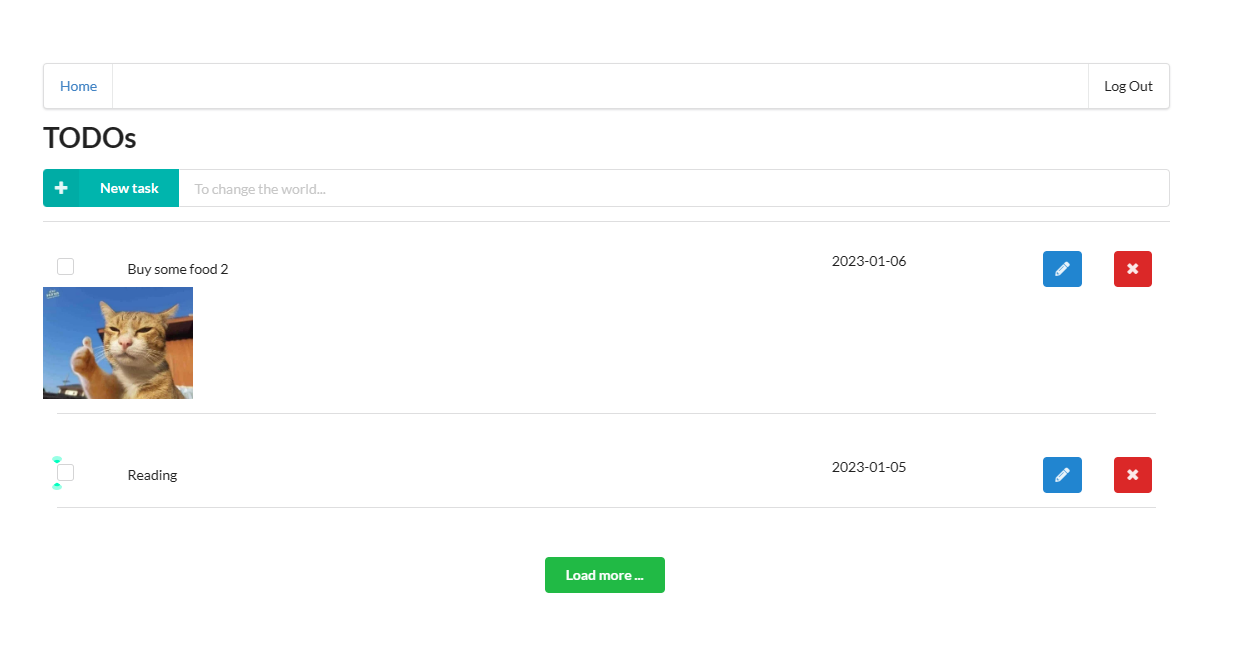 Home
Log Out
TODOs
New task
To change the world...
Buy some food 2
2023-01-06
Reading
2023-01-05
Load more ...